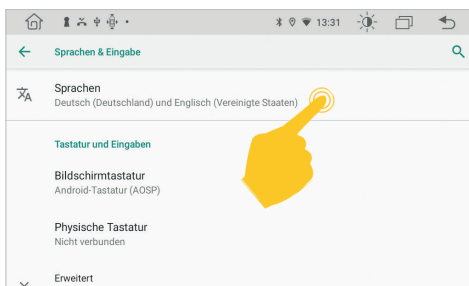 13:31
Sprachen & Eingabe
Sprachen
Deutsch (Deutschland) und Englisch (Vereinigte Staaten)
Tastatur und Eingaben
Bildschirmtastatur
Android-Tastatur (AOSP)
Physische Tastatur
Nicht verbunden
Erweitert